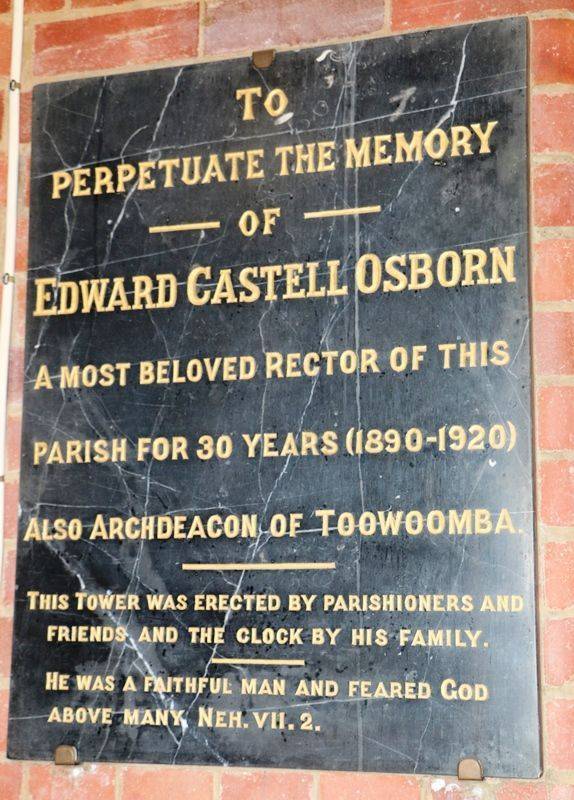 TO
PERPETUATE THE MEMORY
OF
EDWARD CASTELL OSBORN
A MOST BELOVED RECTOR OF THIS
PARISH FOR 30 YEARS (1890-1920)
ALSO ARCHDEACON OF TOOWOOMBA.
THIS TOWER WAS ERECTED BY PARISHIONERS AND
FRIENDS, AND THE CLOCK BY HIS FAMILY.
HE WAS A FAITHFUL MAN AND FEARED GOD
ABOVE MANY, NEH. VII. 2.